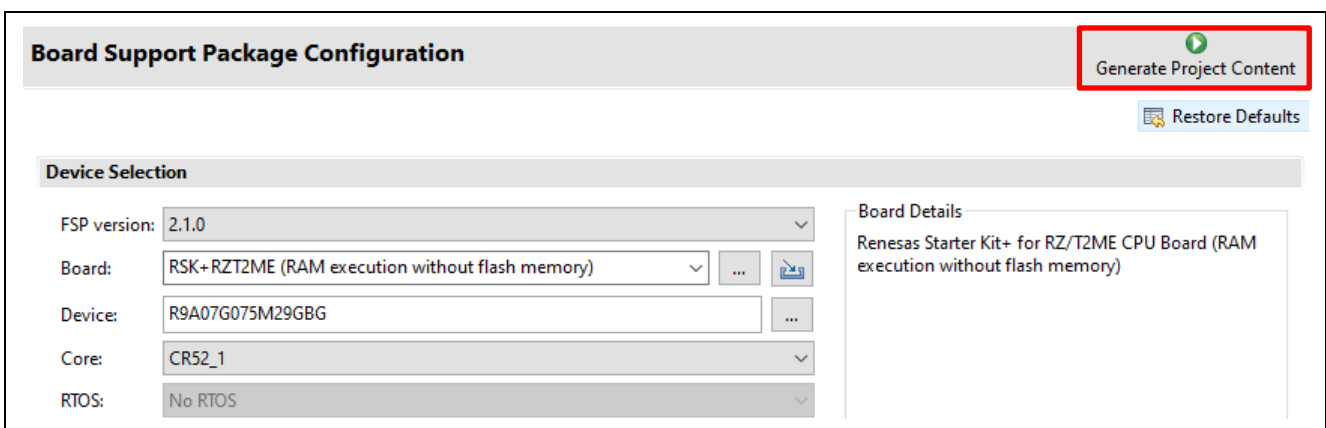 Board Support Package Configuration
Generate Project Content
Restore Defaults
Device Selection
FSP version: 2.1.0
Board: RSK+RZT2ME (RAM execution without flash memory) ...
Device: R9A07G075M29GBG ...
Core: CR52_1
RTOS: No RTOS
Board Details
Renesas Starter Kit+ for RZ/T2ME CPU Board (RAM
execution without flash memory)